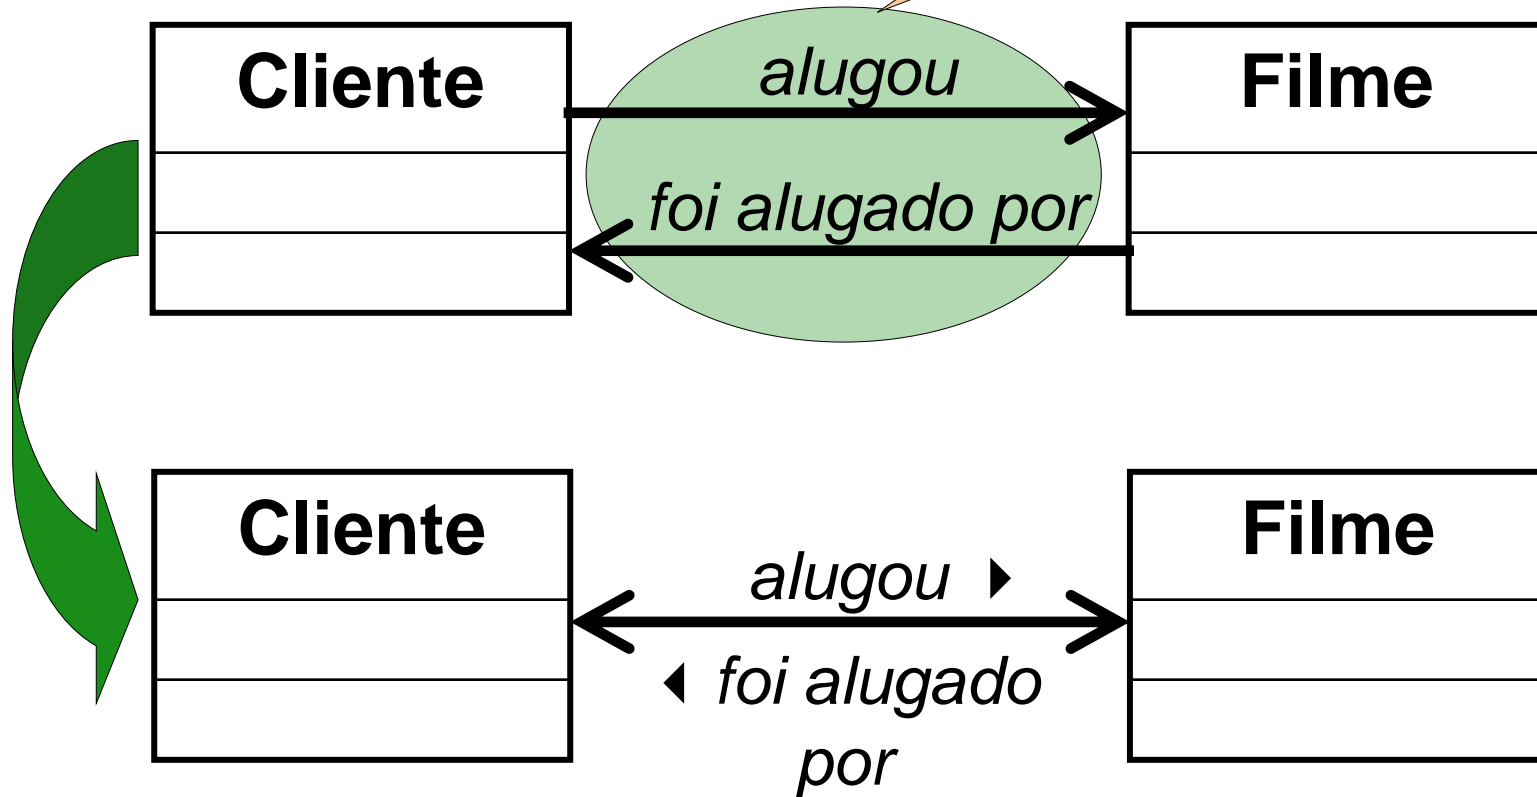 Cliente
alugou
Filme
foi alugado por
Cliente
Filme
alugou
foi alugado
por